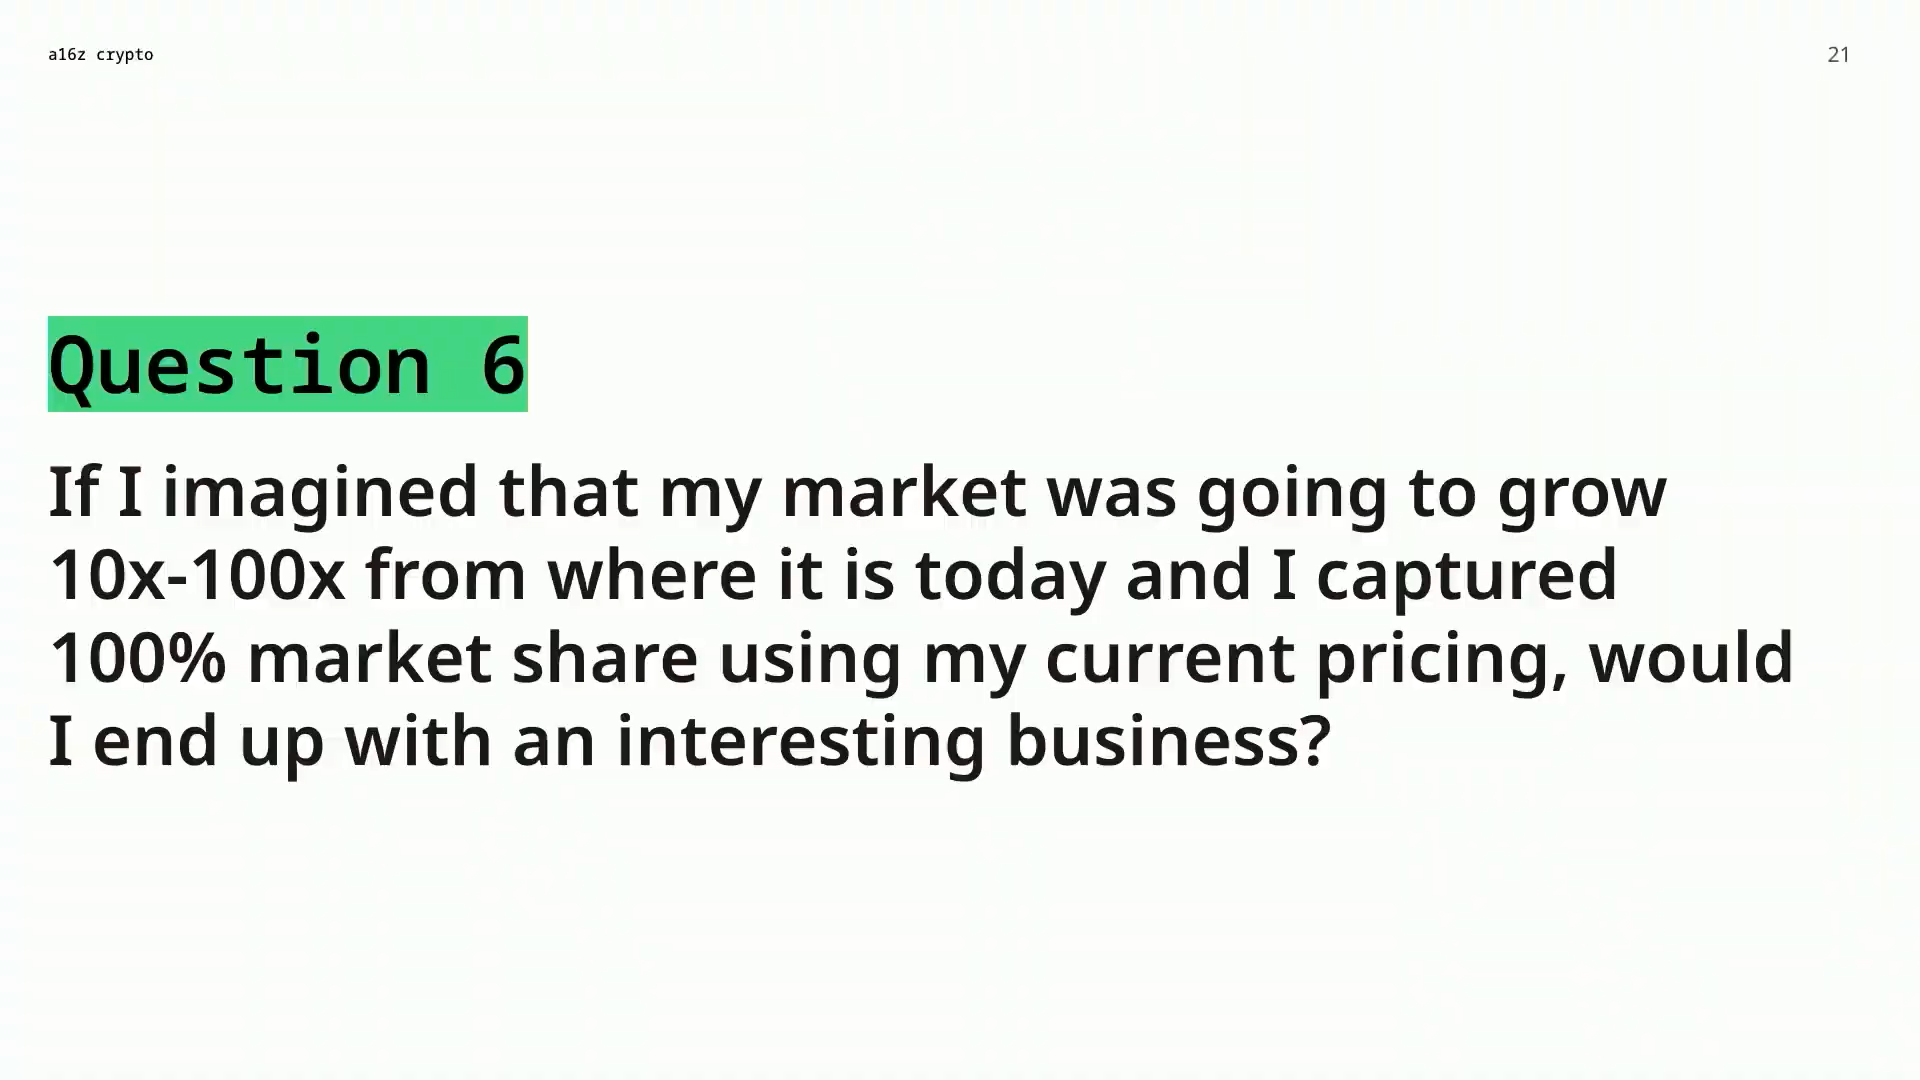 a16z crypto
21
Question 6
If I imagined that my market was going to grow
10x-100x from where it is today and I captured
100% market share using my current pricing, would
I end up with an interesting business?